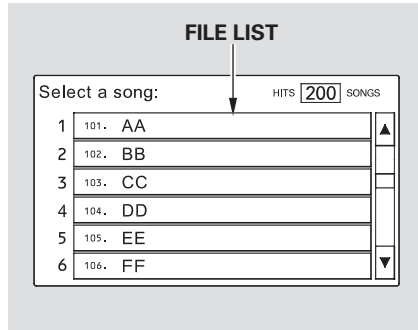 FILE LIST
Select a song: HITS 200 SONGS
1 101. AA
2 102. BB
3 103. CC
4 104. DD
5 105. EE
6 106. FF